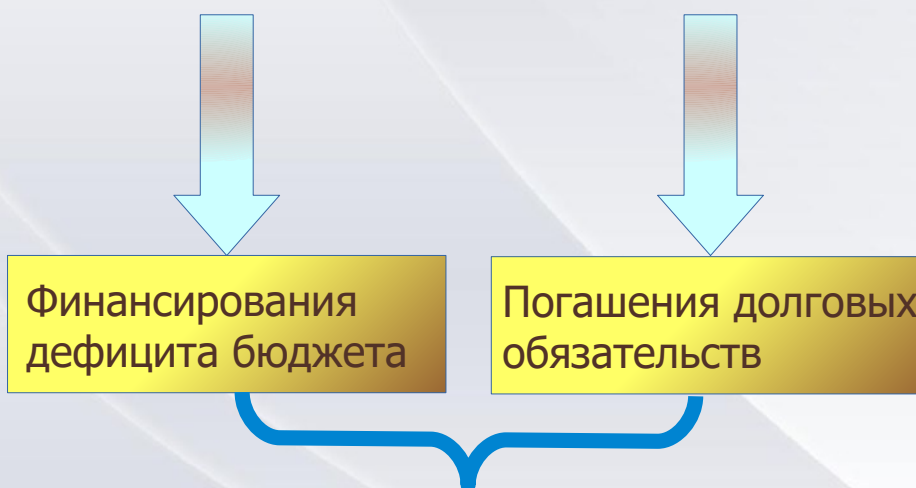 Финансирования
дефицита бюджета
Погашения долговых
обязательств